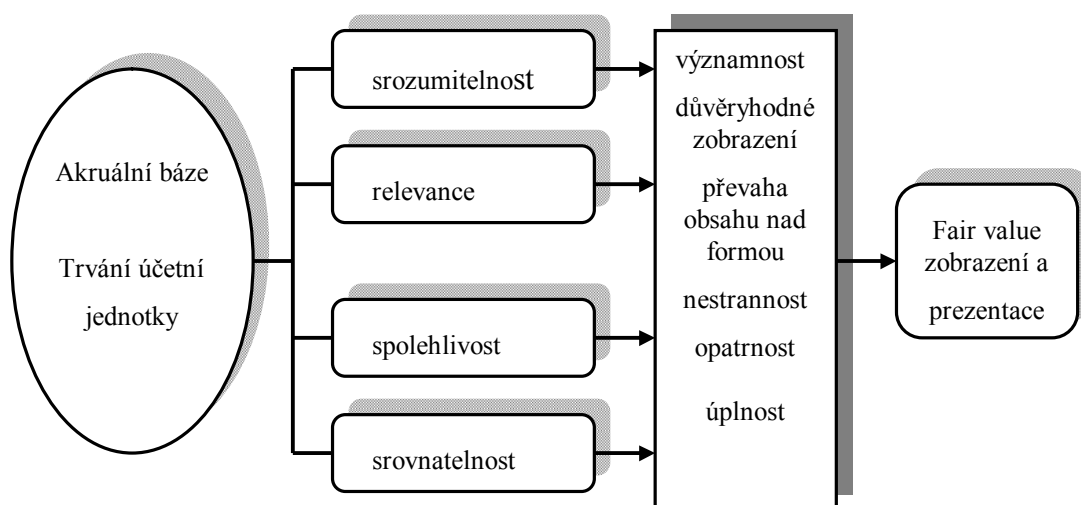 Akruální báze
Trvání účetní
jednotky
srozumitelnost
relevance
spolehlivost
srovnatelnost
významnost
důvěryhodné
zobrazení
převaha
obsahu nad
formou
nestrannost
opatrnost
úplnost
Fair value
zobrazení a
prezentace